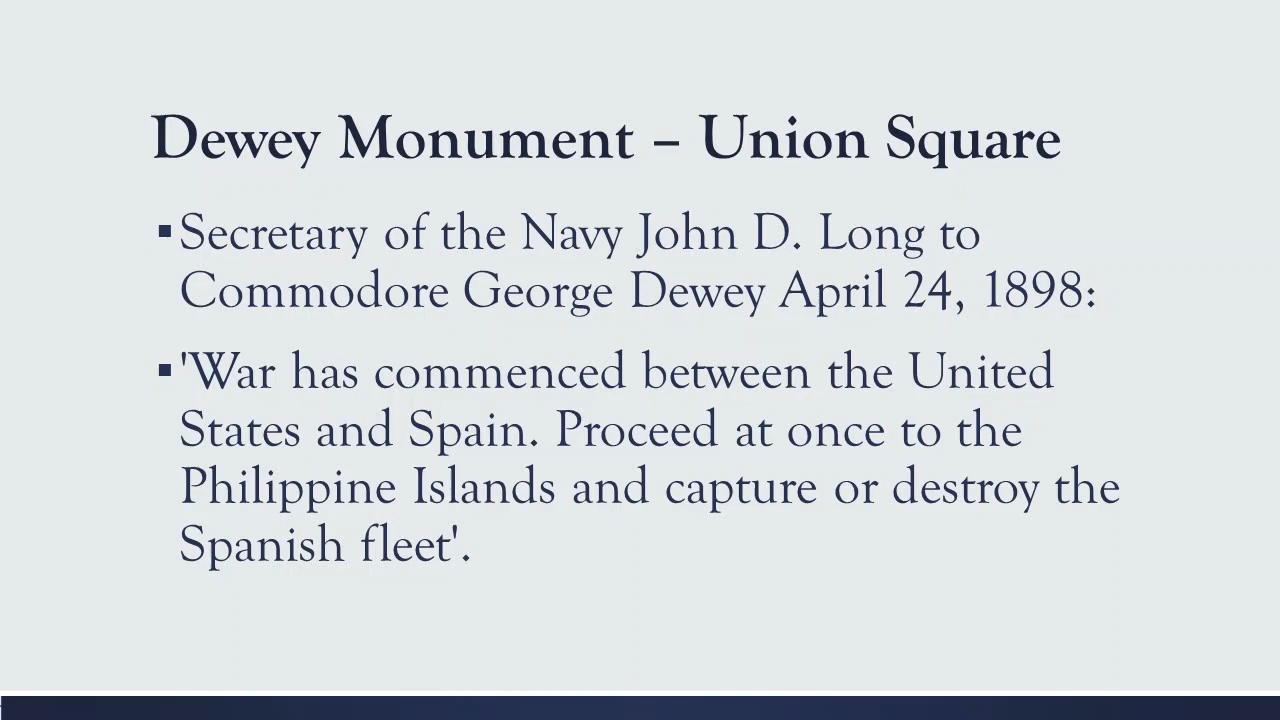 Dewey Monument – Union Square
▪Secretary of the Navy John D. Long to
Commodore George Dewey April 24, 1898:
▪'War has commenced between the United
States and Spain. Proceed at once to the
Philippine Islands and capture or destroy the
Spanish fleet'.